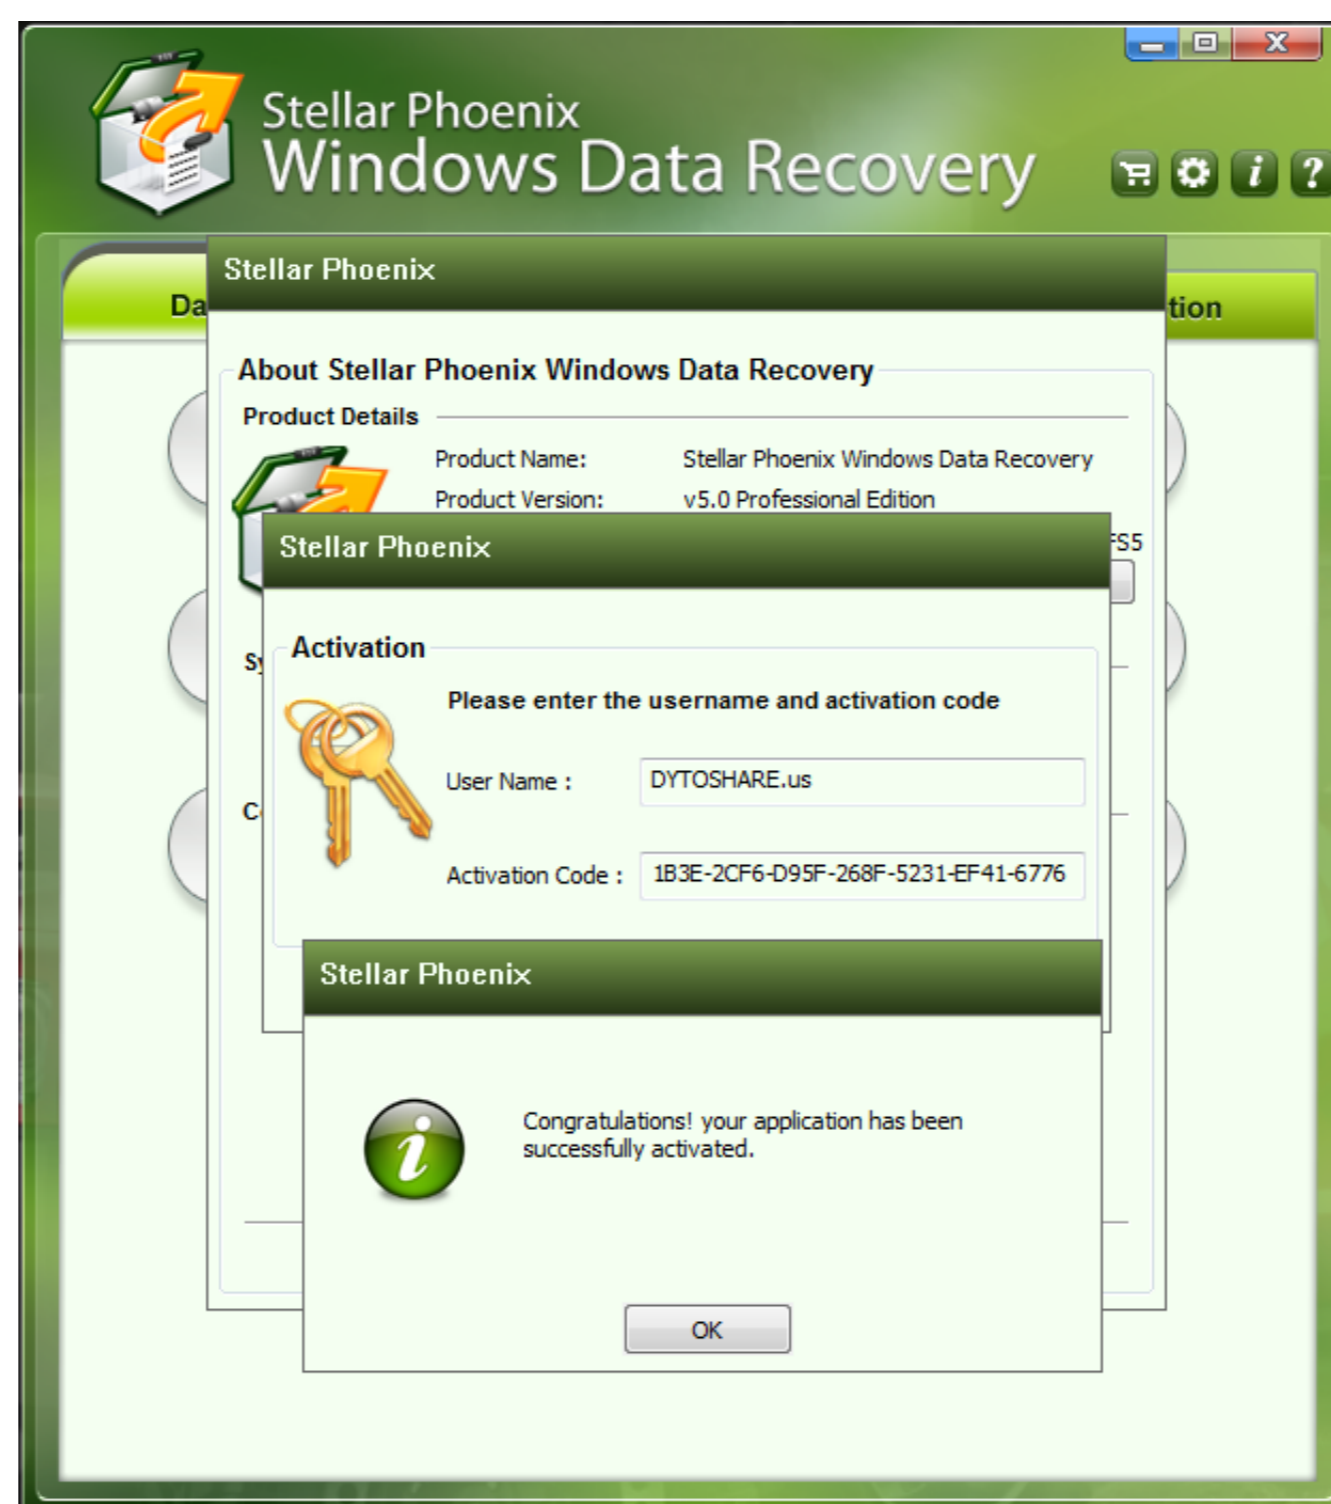 Stellar Phoenix
Windows Data Recovery
Stellar Phoenix
About Stellar Phoenix Windows Data Recovery
Product Details
Product Name: Stellar Phoenix Windows Data Recovery
Product Version: v5.0 Professional Edition
Stellar Phoenix
Activation
Please enter the username and activation code
User Name : DYTOSHARE.us
Activation Code : 1B3E-2CF6-D95F-268F-5231-EF41-6776
Stellar Phoenix
Congratulations! your application has been
successfully activated.
OK